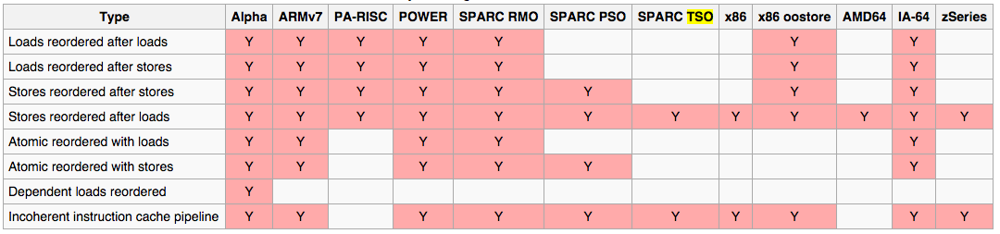 Type Alpha ARMv7 PA-RISC POWER SPARC RMO SPARC PSO SPARC TSO x86 x86 oostore AMD64 IA-64 zSeries
Loads reordered after loads Y Y Y Y Y Y Y
Loads reordered after stores Y Y Y Y Y Y Y
Stores reordered after stores Y Y Y Y Y Y Y Y
Stores reordered after loads Y Y Y Y Y Y Y Y Y Y Y Y
Atomic reordered with loads Y Y Y Y Y
Atomic reordered with stores Y Y Y Y Y Y
Dependent loads reordered Y
Incoherent instruction cache pipeline Y Y Y Y Y Y Y Y Y Y